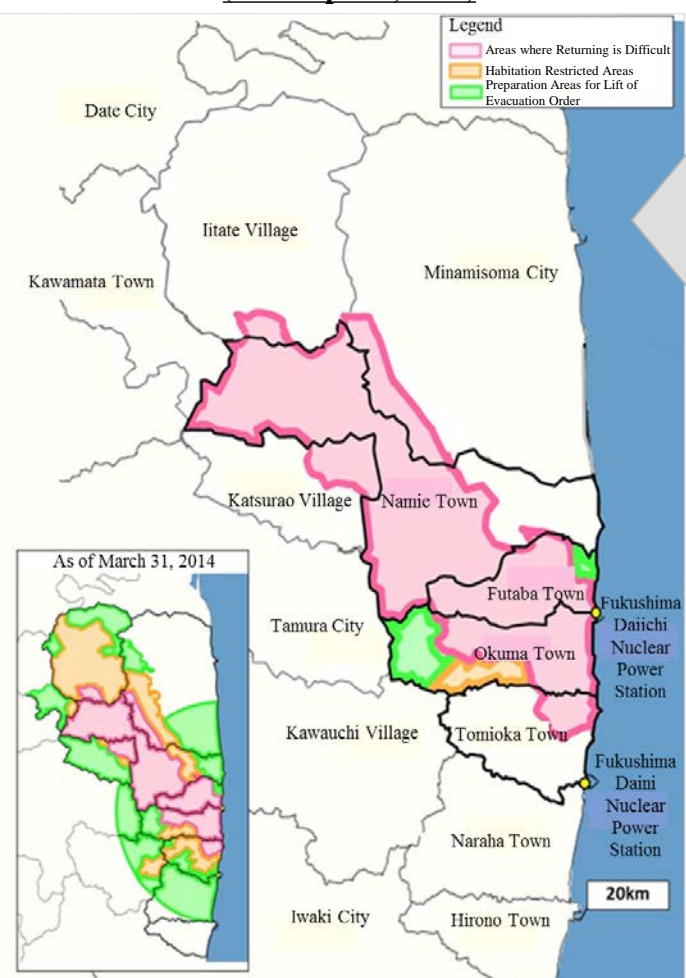 Legend
Areas where Returning is Difficult
Habitation Restricted Areas
Preparation Areas for Lift of
Evacuation Order
Date City
Iitate Village
Minamisoma City
Kawamata Town
Katsurao Village
Namie Town
As of March 31, 2014
Futaba Town
Fukushima
Daiichi
Nuclear
Power
Station
Tamura City
Okuma Town
Kawauchi Village
Tomioka Town
Fukushima
Daini
Nuclear
Power
Station
Naraha Town
20km
Iwaki City
Hirono Town